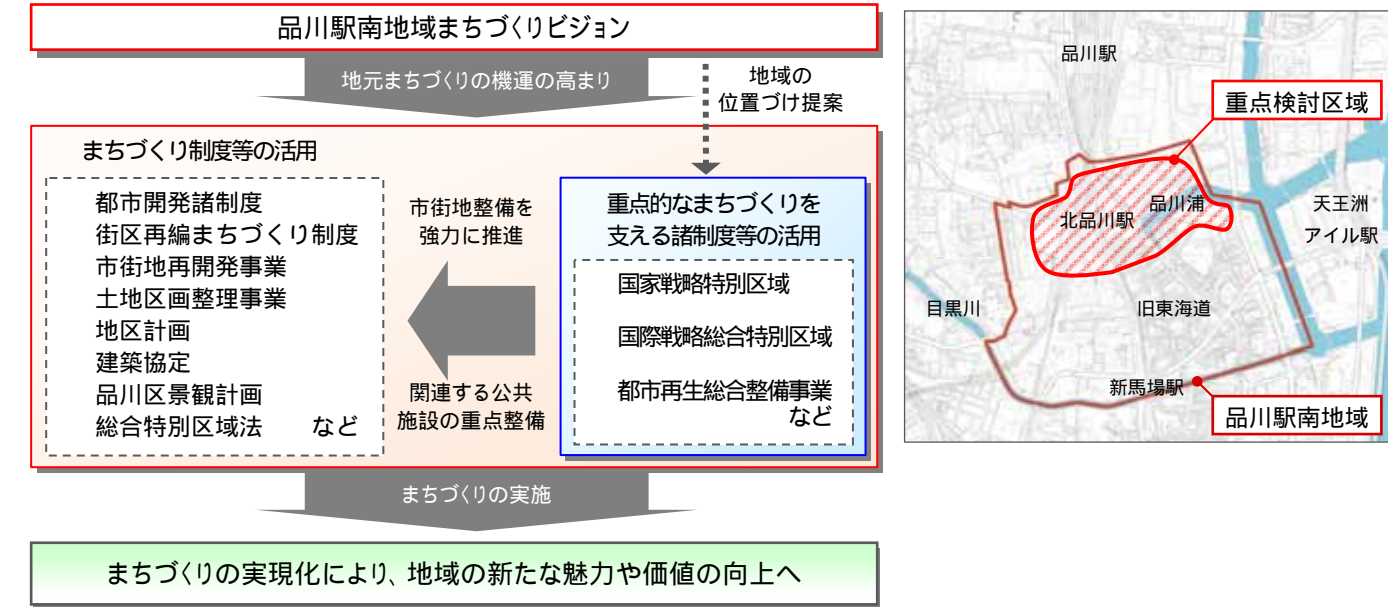 品川駅南地域まちづくりビジョン
地元まちづくりの機運の高まり
地域の
位置づけ提案
まちづくり制度等の活用
都市開発諸制度
街区再編まちづくり制度
市街地再開発事業
土地区画整理事業
地区計画
建築協定
品川区景観計画
総合特別区域法 など
市街地整備を
強力に推進
関連する公共
施設の重点整備
重点的なまちづくりを
支える諸制度等の活用
国家戦略特別区域
国際戦略総合特別区域
都市再生総合整備事業
など
まちづくりの実施
まちづくりの実現化により、地域の新たな魅力や価値の向上へ
品川駅
重点検討区域
品川浦
北品川駅
天王洲
アイル駅
目黒川
旧東海道
新馬場駅
品川駅南地域